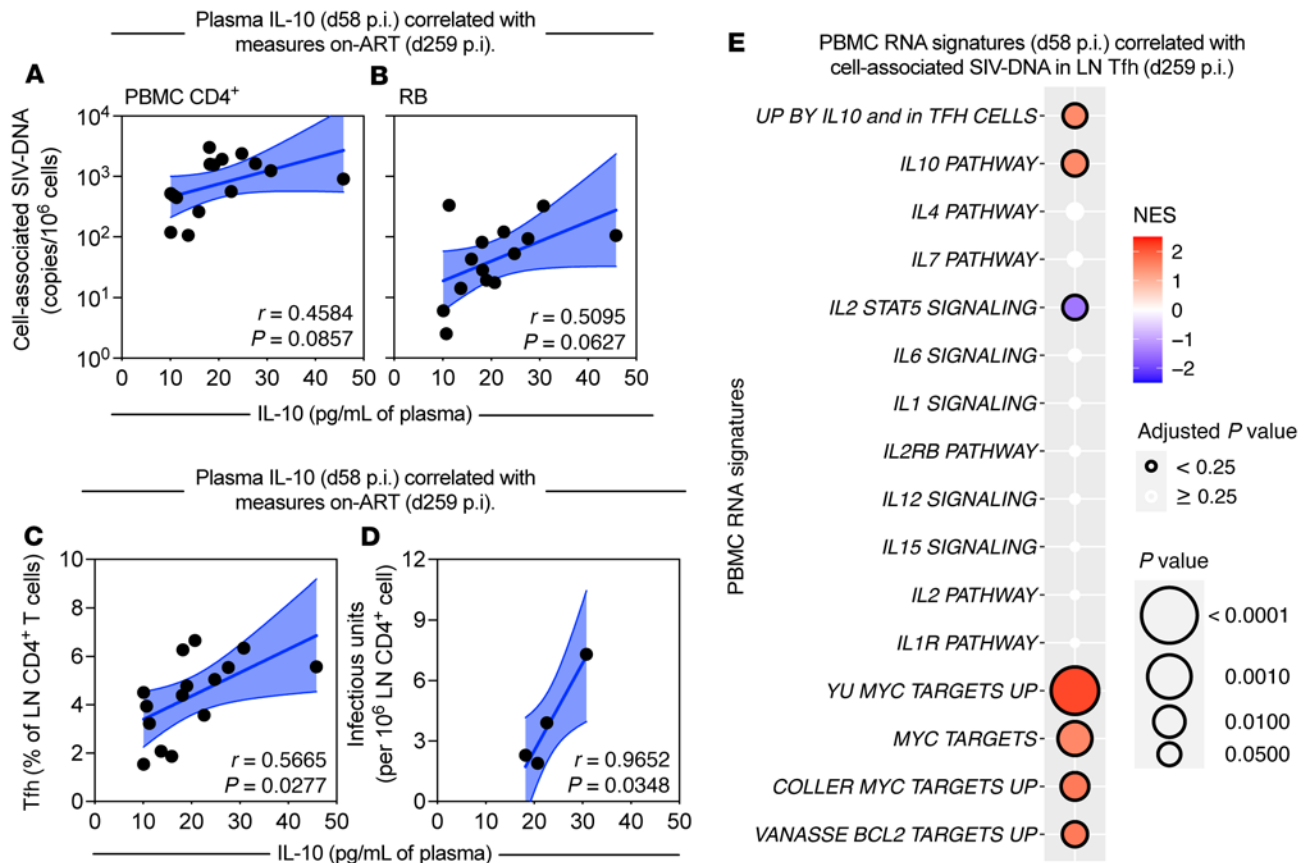 Plasma IL-10 (d58 p.i.) correlated with
measures on-ART (d259 p.i).
A
PBMC CD4⁺
B
RB
Cell-associated SIV-DNA
(copies/10⁶ cells)
10⁴
10³
10²
10¹
10⁰
r = 0.4584
P = 0.0857
r = 0.5095
P = 0.0627
0 10 20 30 40 50
0 10 20 30 40 50
IL-10 (pg/mL of plasma)
Plasma IL-10 (d58 p.i.) correlated with
measures on-ART (d259 p.i).
C
Tfh (% of LN CD4⁺ T cells)
10
8
6
4
2
0
r = 0.5665
P = 0.0277
0 10 20 30 40 50
D
Infectious units
(per 10⁶ LN CD4⁺ cell)
12
9
6
3
0
r = 0.9652
P = 0.0348
0 10 20 30 40 50
IL-10 (pg/mL of plasma)
E
PBMC RNA signatures (d58 p.i.) correlated with
cell-associated SIV-DNA in LN Tfh (d259 p.i.)
PBMC RNA signatures
UP BY IL10 and in TFH CELLS
IL10 PATHWAY
IL4 PATHWAY
IL7 PATHWAY
IL2 STAT5 SIGNALING
IL6 SIGNALING
IL1 SIGNALING
IL2RB PATHWAY
IL12 SIGNALING
IL15 SIGNALING
IL2 PATHWAY
IL1R PATHWAY
YU MYC TARGETS UP
MYC TARGETS
COLLER MYC TARGETS UP
VANASSE BCL2 TARGETS UP
NES
2
1
0
−1
−2
Adjusted P value
< 0.25
≥ 0.25
P value
< 0.0001
0.0010
0.0100
0.0500